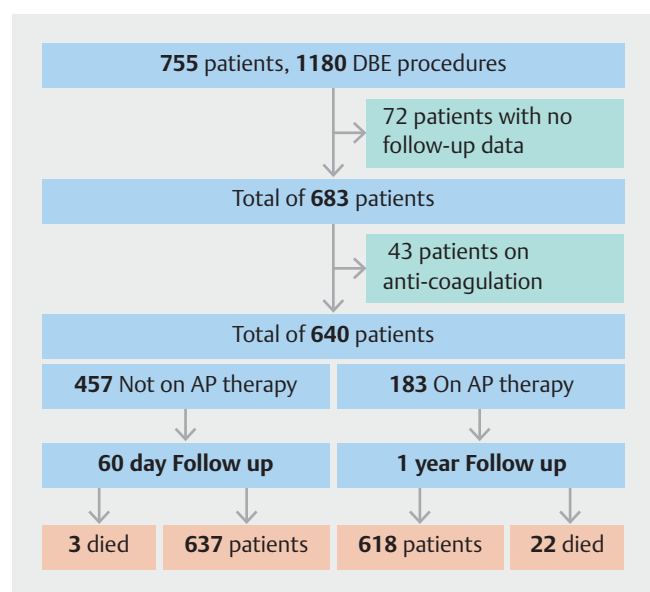 755 patients, 1180 DBE procedures
72 patients with no
follow-up data
Total of 683 patients
43 patients on
anti-coagulation
Total of 640 patients
457 Not on AP therapy
183 On AP therapy
60 day Follow up
1 year Follow up
3 died
637 patients
618 patients
22 died